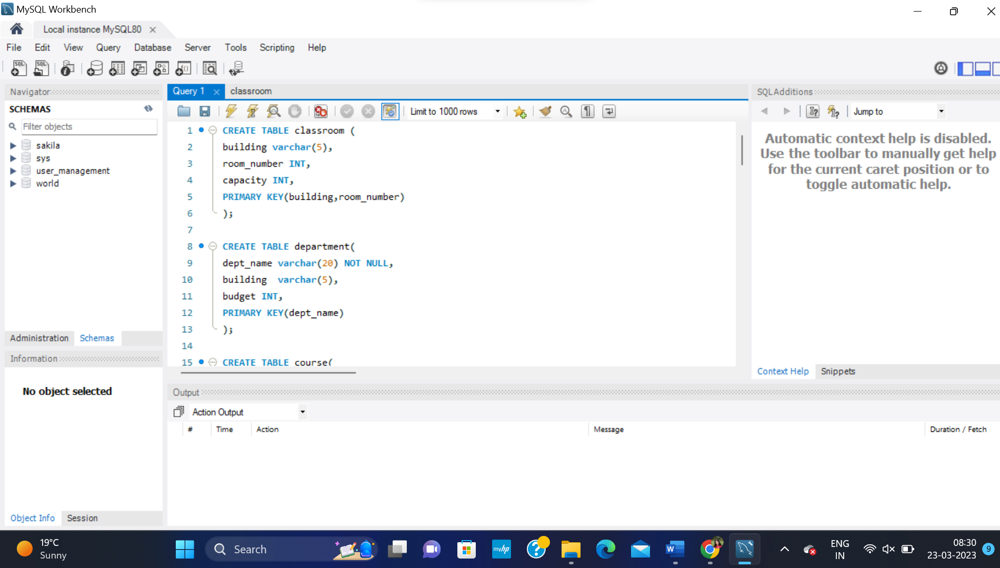 MySQL Workbench
Local instance MySQL80
File Edit View Query Database Server Tools Scripting Help
Navigator
SCHEMAS
Filter objects
sakila
sys
user_management
world
Administration Schemas
Information
No object selected
Object Info Session
Query 1 classroom
Limit to 1000 rows
1 CREATE TABLE classroom (
2 building varchar(5),
3 room_number INT,
4 capacity INT,
5 PRIMARY KEY(building,room_number)
6 );
7
8 CREATE TABLE department(
9 dept_name varchar(20) NOT NULL,
10 building  varchar(5),
11 budget INT,
12 PRIMARY KEY(dept_name)
13 );
14
15 CREATE TABLE course(
SQLAdditions
Jump to
Automatic context help is disabled.
Use the toolbar to manually get help
for the current caret position or to
toggle automatic help.
Context Help Snippets
Output
Action Output
# Time Action Message Duration / Fetch
19°C
Sunny
Search
myhp
ENG
IN
08:30
23-03-2023
9